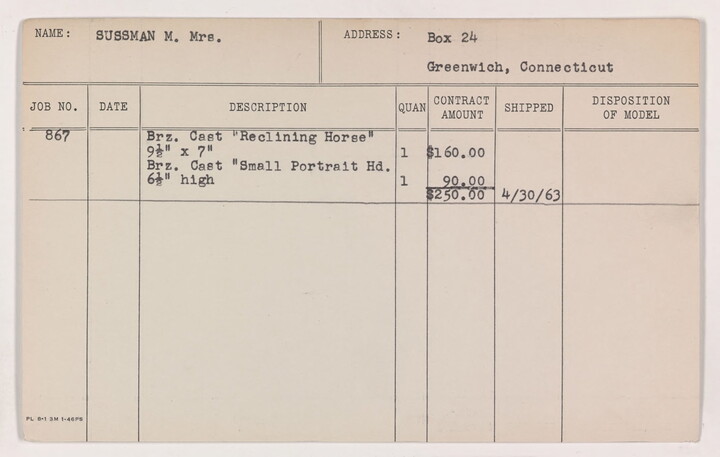 NAME: SUSSMAN M. Mrs. ADDRESS: Box 24
Greenwich, Connecticut
JOB NO. DATE DESCRIPTION QUAN CONTRACT AMOUNT SHIPPED DISPOSITION OF MODEL
867 Brz. Cast "Reclining Horse"
9½" x 7" 1 $160.00
Brz. Cast "Small Portrait Hd.
6½" high 1 90.00
$250.00 4/30/63